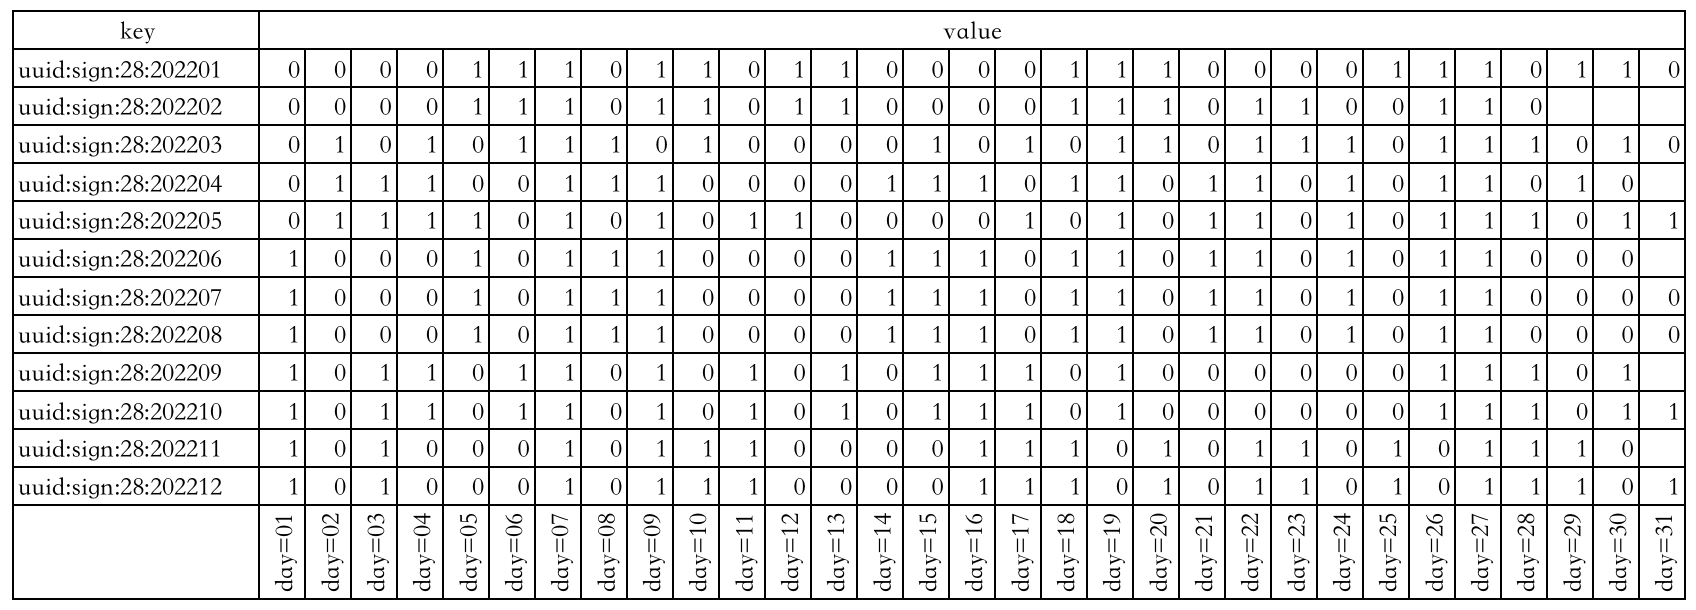 key value
uuid:sign:28:202201 0 0 0 0 1 1 1 0 1 1 0 1 1 0 0 0 0 1 1 1 0 0 0 0 1 1 1 0 1 1 0
uuid:sign:28:202202 0 0 0 0 1 1 1 0 1 1 0 1 1 0 0 0 0 1 1 1 0 1 1 0 0 1 1 0
uuid:sign:28:202203 0 1 0 1 0 1 1 1 0 1 0 0 0 0 1 0 1 0 1 1 0 1 1 1 0 1 1 1 0 1 0
uuid:sign:28:202204 0 1 1 1 0 0 1 1 1 0 0 0 0 1 1 1 0 1 1 0 1 1 0 1 0 1 1 0 1 0
uuid:sign:28:202205 0 1 1 1 1 0 1 0 1 0 1 1 0 0 0 0 1 0 1 0 1 1 0 1 0 1 1 1 0 1 1
uuid:sign:28:202206 1 0 0 0 1 0 1 1 1 0 0 0 0 1 1 1 0 1 1 0 1 1 0 1 0 1 1 0 0 0
uuid:sign:28:202207 1 0 0 0 1 0 1 1 1 0 0 0 0 1 1 1 0 1 1 0 1 1 0 1 0 1 1 0 0 0 0
uuid:sign:28:202208 1 0 0 0 1 0 1 1 1 0 0 0 0 1 1 1 0 1 1 0 1 1 0 1 0 1 1 0 0 0 0
uuid:sign:28:202209 1 0 1 1 0 1 1 0 1 0 1 0 1 0 1 1 1 0 1 0 0 0 0 0 0 1 1 1 0 1
uuid:sign:28:202210 1 0 1 1 0 1 1 0 1 0 1 0 1 0 1 1 1 0 1 0 0 0 0 0 0 1 1 1 0 1 1
uuid:sign:28:202211 1 0 1 0 0 0 1 0 1 1 1 0 0 0 0 1 1 1 0 1 0 1 1 0 1 0 1 1 1 0
uuid:sign:28:202212 1 0 1 0 0 0 1 0 1 1 1 0 0 0 0 1 1 1 0 1 0 1 1 0 1 0 1 1 1 0 1
day=01 day=02 day=03 day=04 day=05 day=06 day=07 day=08 day=09 day=10 day=11 day=12 day=13 day=14 day=15 day=16 day=17 day=18 day=19 day=20 day=21 day=22 day=23 day=24 day=25 day=26 day=27 day=28 day=29 day=30 day=31